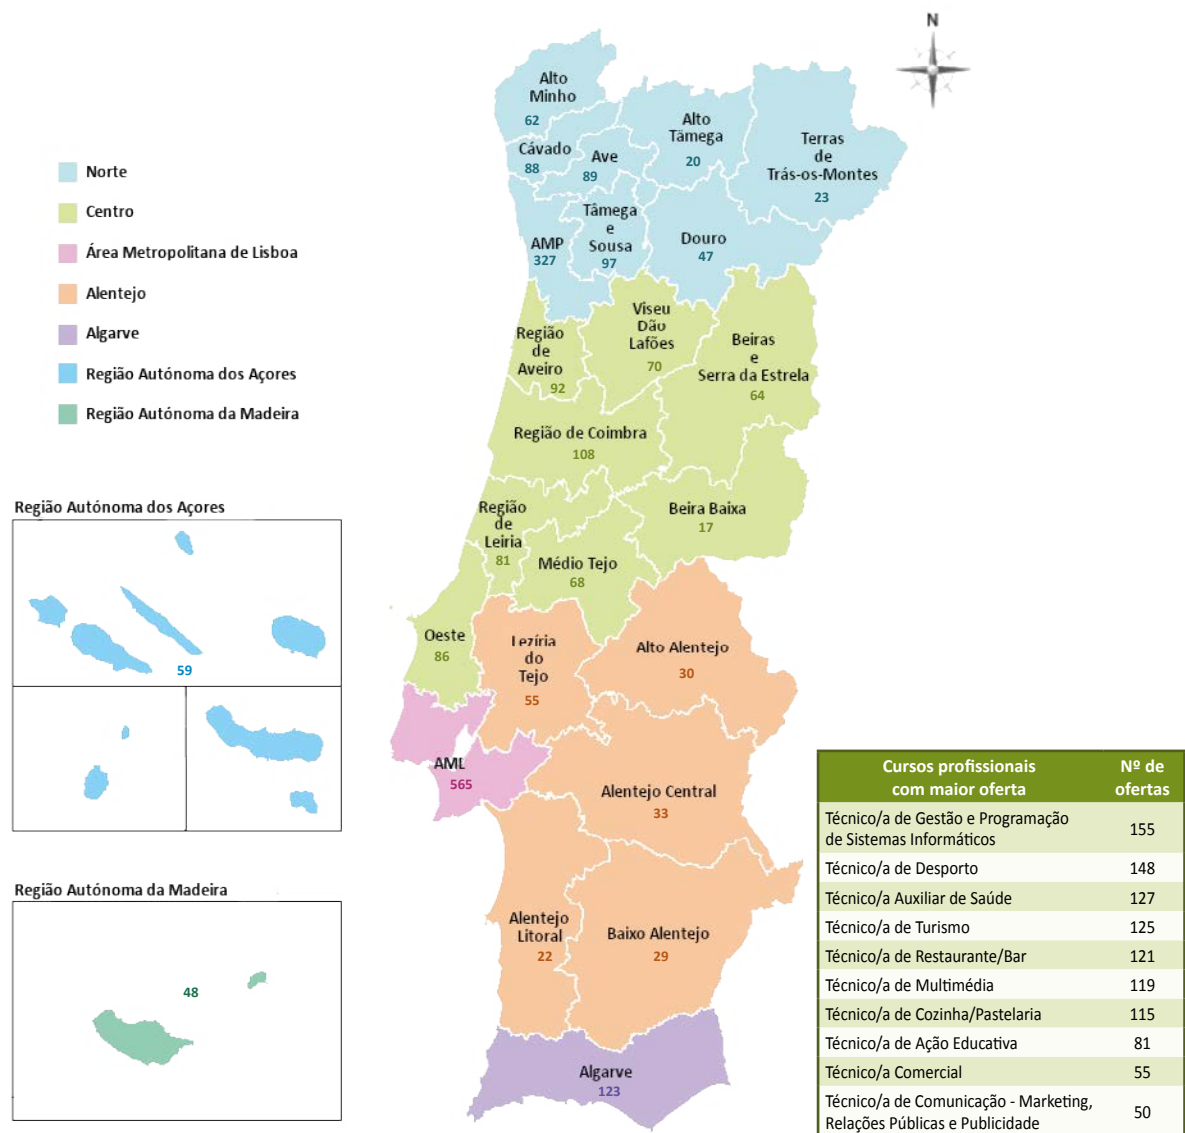 N
Alto
Minho
62
Cávado
88
Ave
89
Alto
Tâmega
20
Terras
de
Trás-os-Montes
23
Tâmega
e
Sousa
97
AMP
327
Douro
47
Norte
Centro
Área Metropolitana de Lisboa
Alentejo
Algarve
Região Autónoma dos Açores
Região Autónoma da Madeira
Região
de
Aveiro
92
Viseu
Dão
Lafões
70
Beiras
e
Serra da Estrela
64
Região de Coimbra
108
Região
de
Leiria
81
Médio Tejo
68
Beira Baixa
17
Oeste
86
Lezíria
do
Tejo
55
Alto Alentejo
30
AML
565
Alentejo Central
33
Alentejo
Litoral
22
Baixo Alentejo
29
Algarve
123
Região Autónoma dos Açores
59
Região Autónoma da Madeira
48
Cursos profissionais com maior oferta Nº de ofertas
Técnico/a de Gestão e Programação
de Sistemas Informáticos 155
Técnico/a de Desporto 148
Técnico/a Auxiliar de Saúde 127
Técnico/a de Turismo 125
Técnico/a de Restaurante/Bar 121
Técnico/a de Multimédia 119
Técnico/a de Cozinha/Pastelaria 115
Técnico/a de Ação Educativa 81
Técnico/a Comercial 55
Técnico/a de Comunicação - Marketing,
Relações Públicas e Publicidade 50